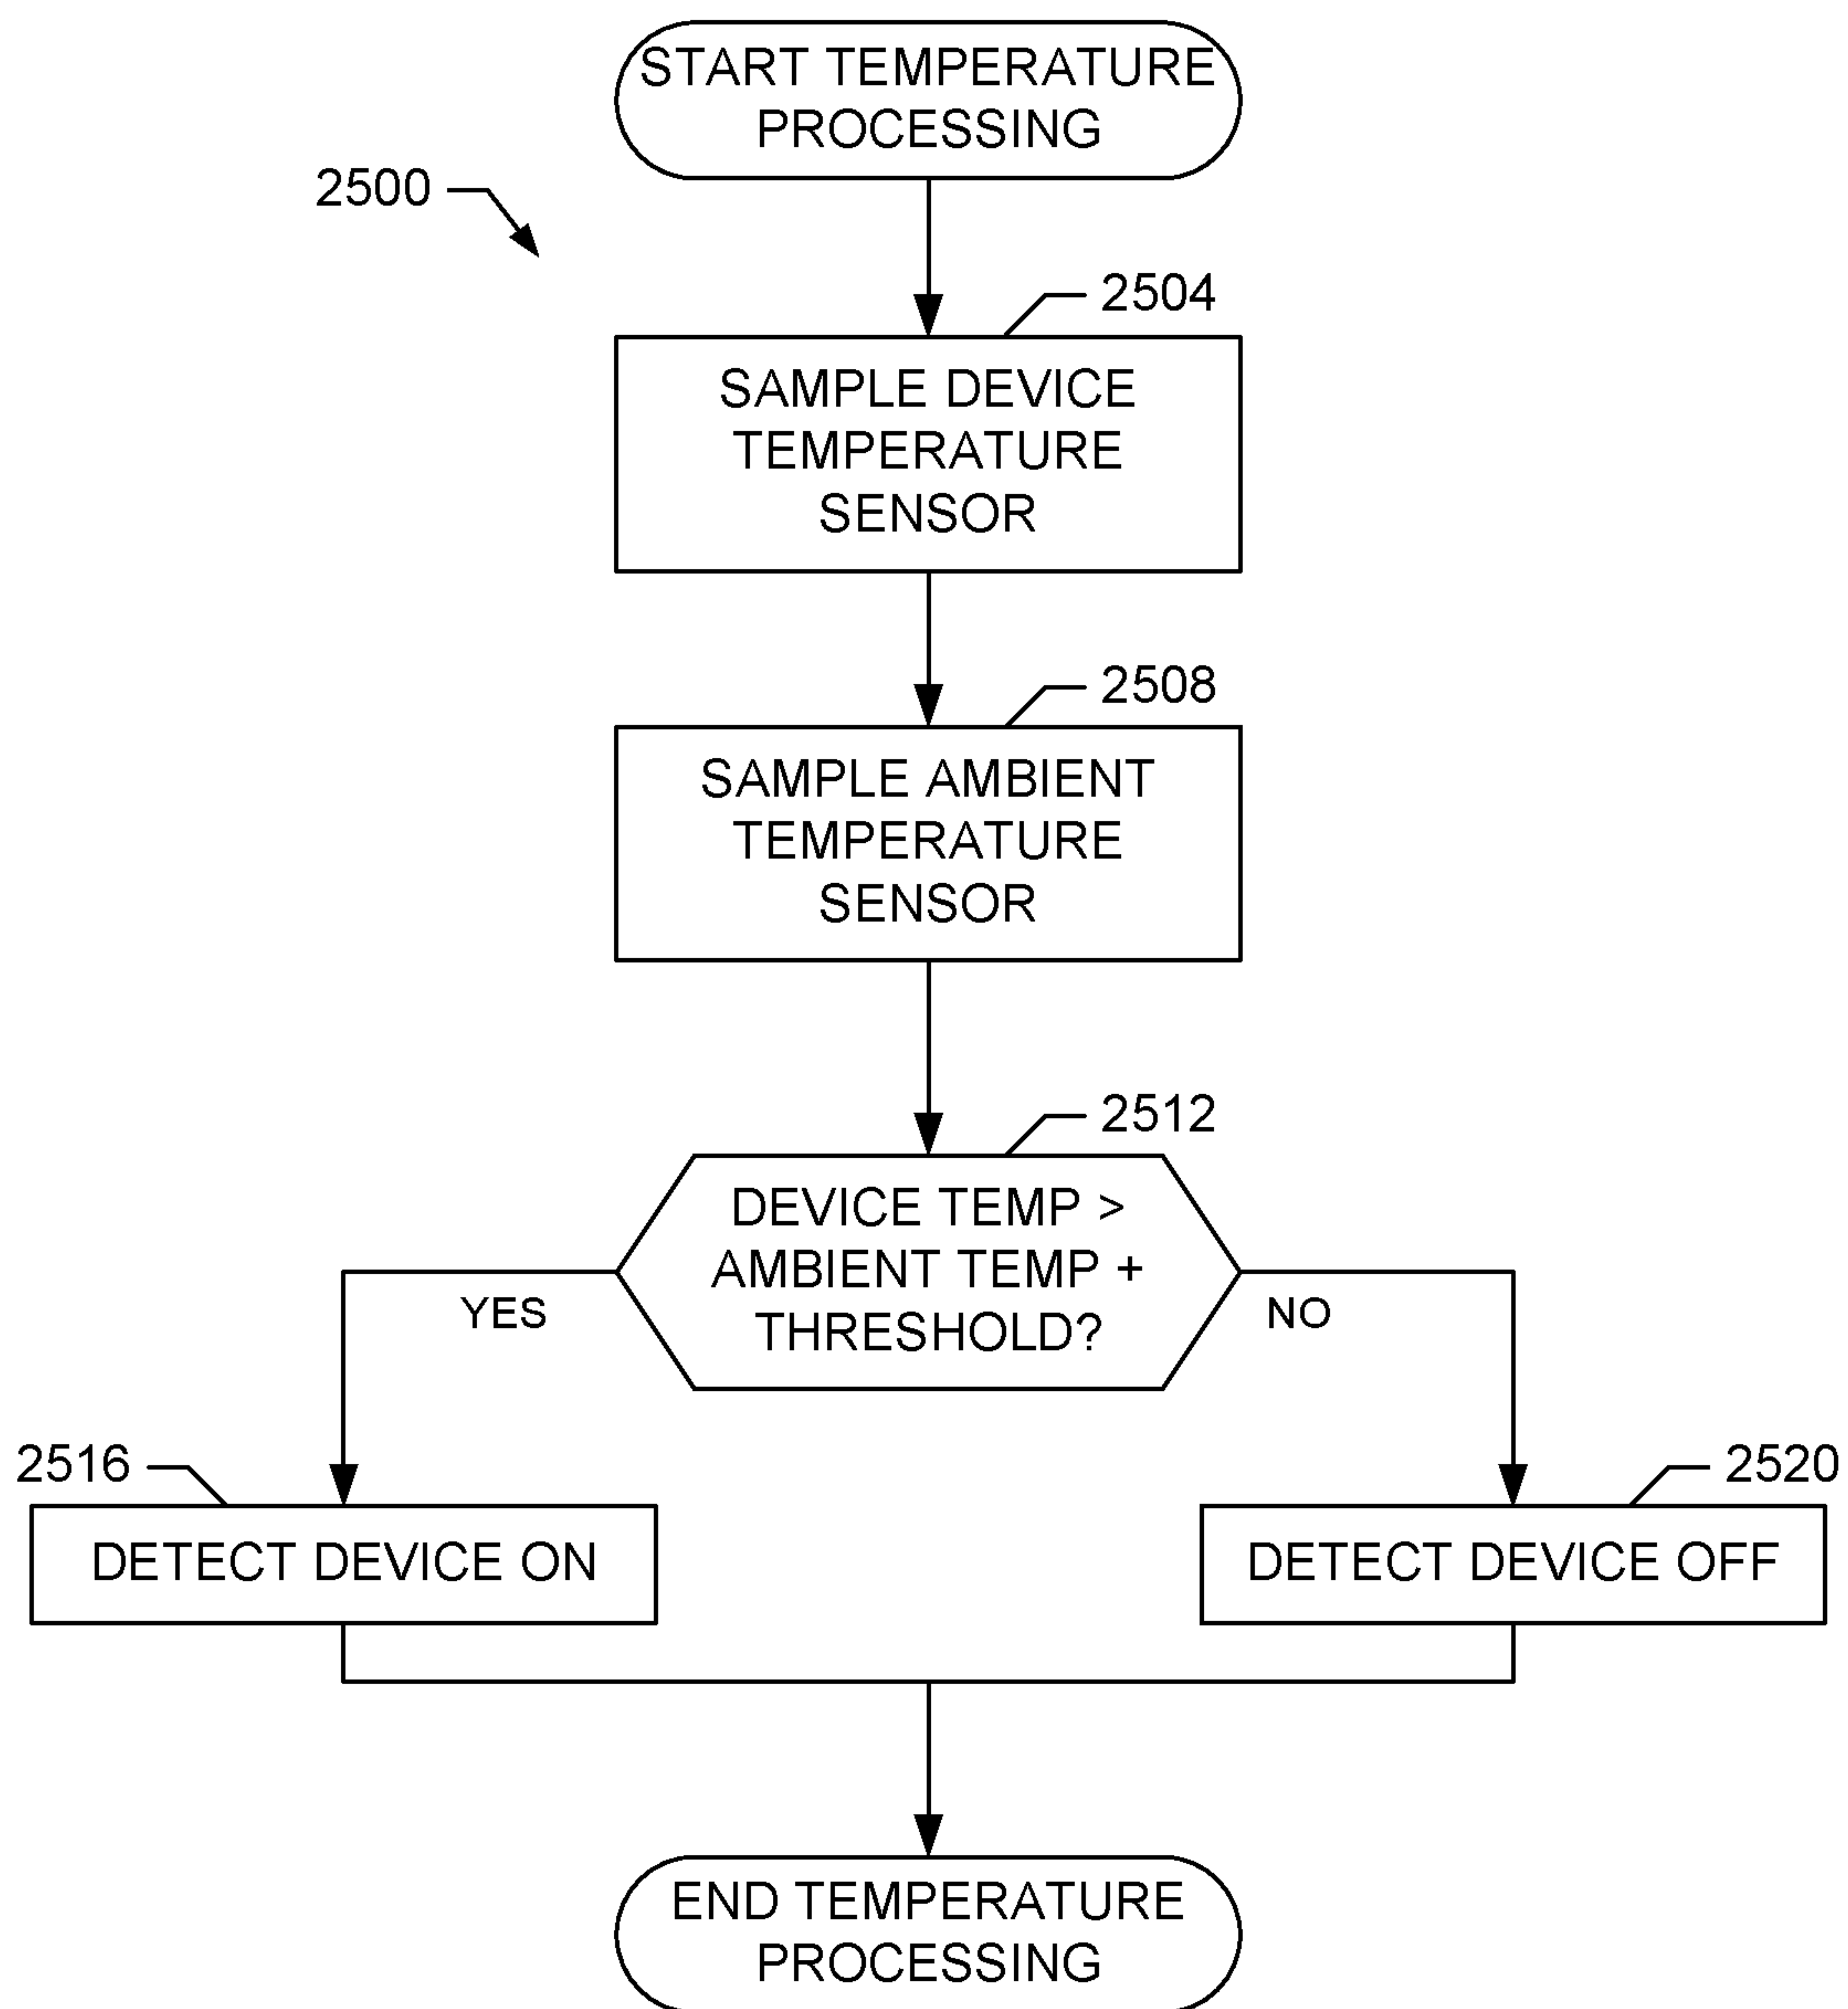 START TEMPERATURE
PROCESSING
2500
2504
SAMPLE DEVICE
TEMPERATURE
SENSOR
2508
SAMPLE AMBIENT
TEMPERATURE
SENSOR
2512
DEVICE TEMP >
AMBIENT TEMP +
THRESHOLD?
YES
NO
2516
DETECT DEVICE ON
2520
DETECT DEVICE OFF
END TEMPERATURE
PROCESSING